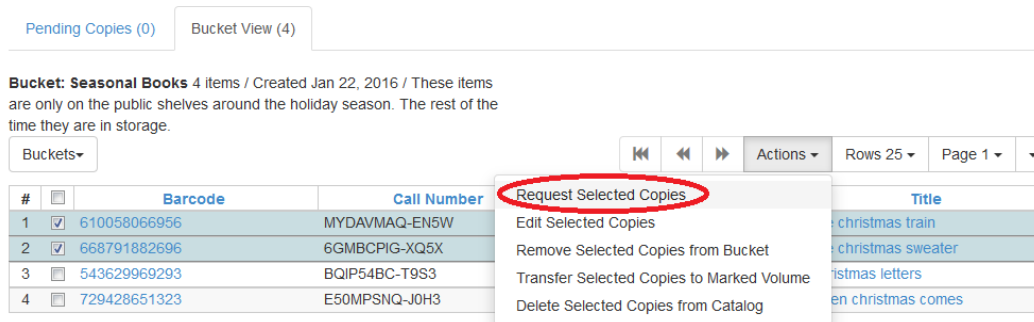 Pending Copies (0) Bucket View (4)
Bucket: Seasonal Books 4 items / Created Jan 22, 2016 / These items
are only on the public shelves around the holiday season. The rest of the
time they are in storage.
Buckets Actions Rows 25 Page 1
# Barcode Call Number Title
Request Selected Copies
1 610058066956 MYDAVMAQ-EN5W christmas train
Edit Selected Copies
2 668791882696 6GMBCPIG-XQ5X christmas sweater
Remove Selected Copies from Bucket
3 543629969293 BQIP54BC-T9S3 istmas letters
Transfer Selected Copies to Marked Volume
4 729428651323 E50MPSNQ-J0H3 en christmas comes
Delete Selected Copies from Catalog